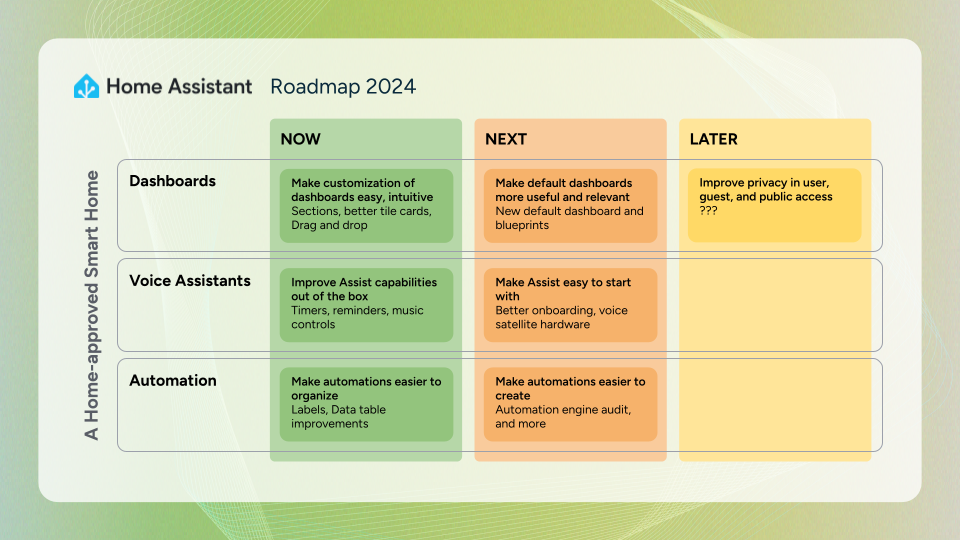 Home Assistant Roadmap 2024
NOW
NEXT
LATER
A Home-approved Smart Home
Dashboards
Make customization of
dashboards easy, intuitive
Sections, better tile cards,
Drag and drop
Make default dashboards
more useful and relevant
New default dashboard and
blueprints
Improve privacy in user,
guest, and public access
???
Voice Assistants
Improve Assist capabilities
out of the box
Timers, reminders, music
controls
Make Assist easy to start
with
Better onboarding, voice
satellite hardware
Automation
Make automations easier to
organize
Labels, Data table
improvements
Make automations easier to
create
Automation engine audit,
and more